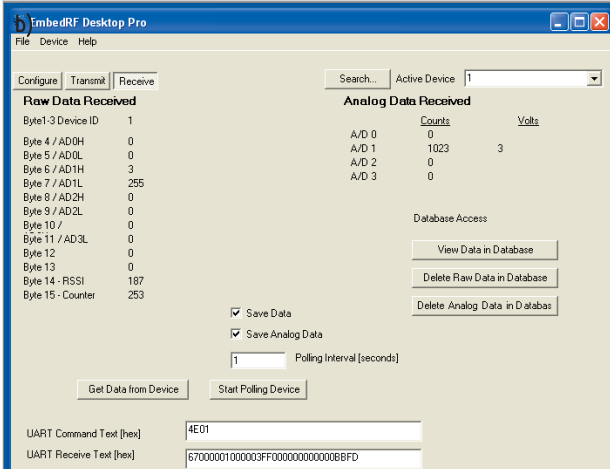 b) EmbedRF Desktop Pro
File Device Help
Configure Transmit Receive Search... Active Device 1
Raw Data Received Analog Data Received
Byte1-3 Device ID 1 Counts Volts
A/D 0 0
Byte 4 / AD0H 0
A/D 1 1023 3
Byte 5 / AD0L 0
A/D 2 0
Byte 6 / AD1H 3
A/D 3 0
Byte 7 / AD1L 255
Byte 8 / AD2H 0
Byte 9 / AD2L 0
Database Access
Byte 10 / 0
Byte 11 / AD3L 0
View Data in Database
Byte 12 0
Byte 13 0
Delete Raw Data in Database
Byte 14 - RSSI 187
Byte 15 - Counter 253
Delete Analog Data in Databas
Save Data
Save Analog Data
1 Polling Interval [seconds]
Get Data from Device Start Polling Device
UART Command Text [hex] 4E01
UART Receive Text [hex] 67000001000003FF000000000000BBFD